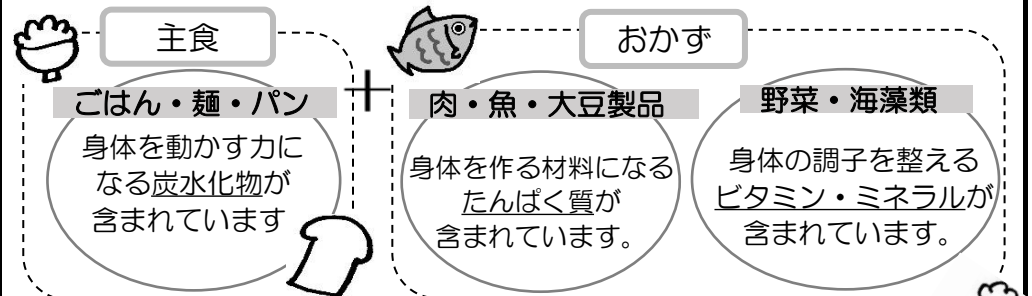 主食
ごはん・麺・パン
身体を動かす力に
なる炭水化物が
含まれています
+
おかず
肉・魚・大豆製品
身体を作る材料になる
たんぱく質が
含まれています。
野菜・海藻類
身体の調子を整える
ビタミン・ミネラルが
含まれています。